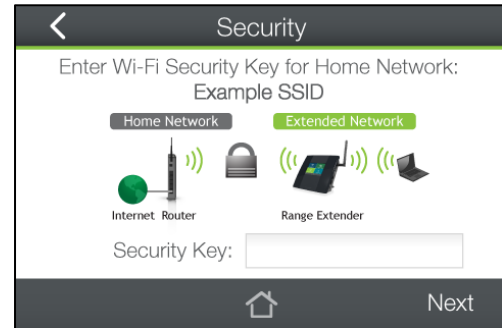 Security
Enter Wi-Fi Security Key for Home Network:
Example SSID
Home Network
Extended Network
Internet Router
Range Extender
Security Key:
Next